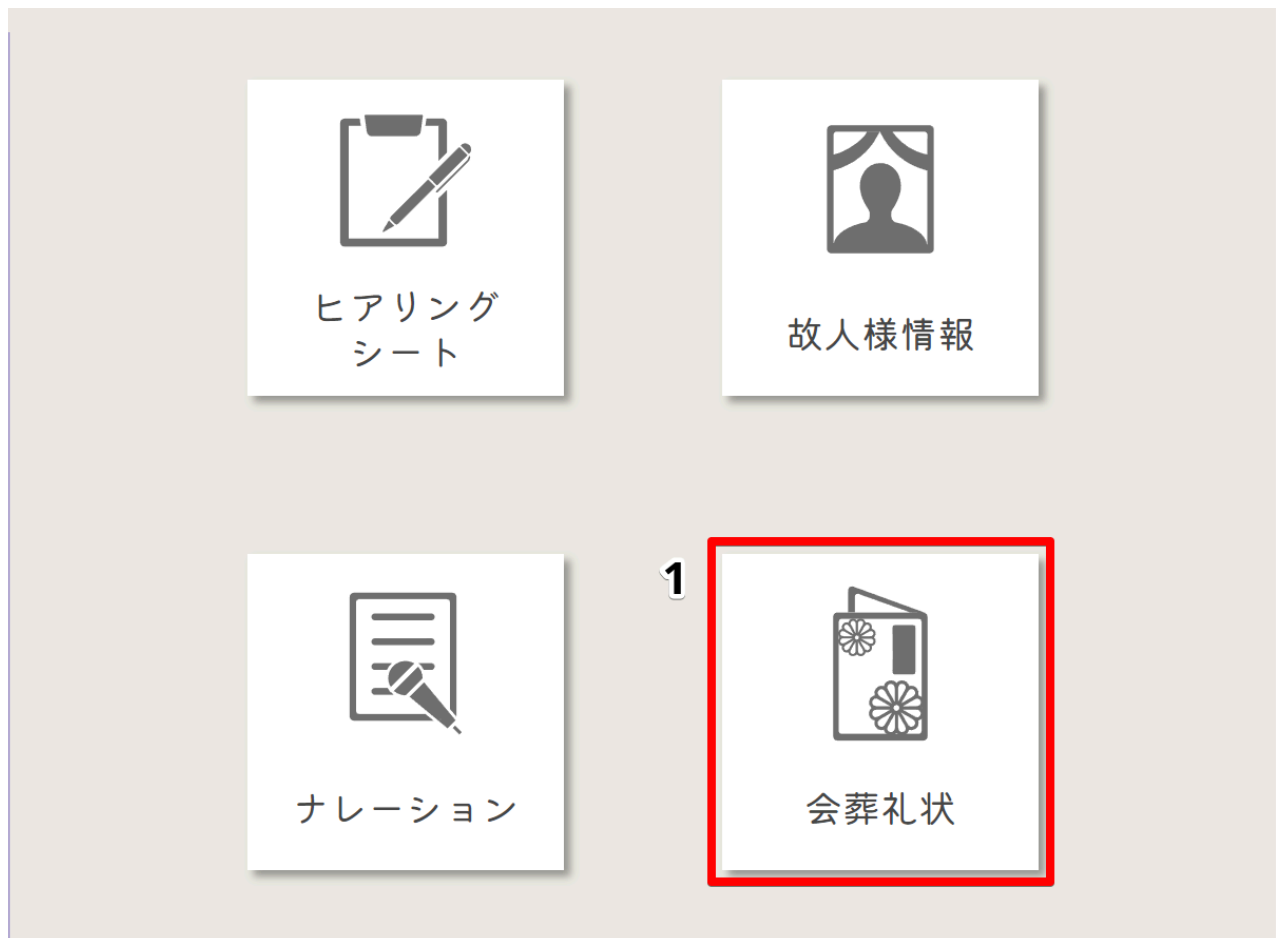 ヒアリング
シート
故人様情報
ナレーション
1
会葬礼状